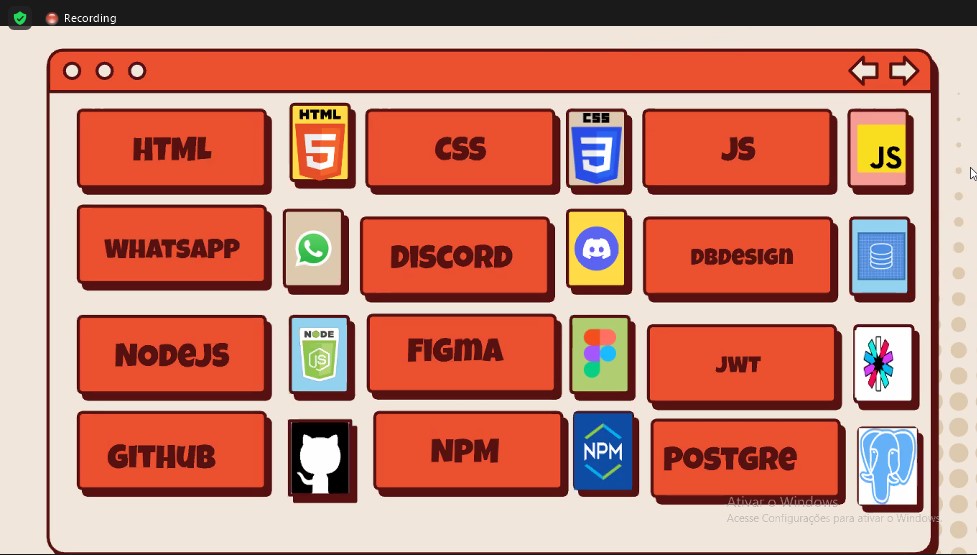 Recording
HTML
HTML
CSS
CSS
JS
JS
WHATSAPP
DISCORD
DBDESIGN
NODEJS
NODE
JS
FIGMA
JWT
GITHUB
NPM
NPM
POSTGRE
Ativar o Windows
Acesse Configurações para ativar o Windows.